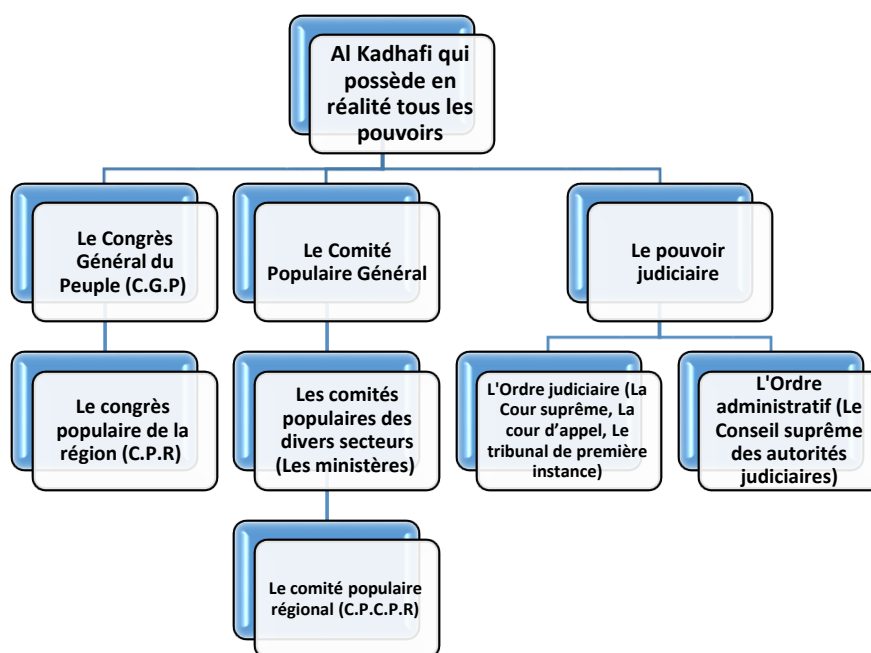 Al Kadhafi qui
possède en
réalité tous les
pouvoirs
Le Congrès
Général du
Peuple (C.G.P)
Le Comité
Populaire Général
Le pouvoir
judiciaire
Le congrès
populaire de la
région (C.P.R)
Les comités
populaires des
divers secteurs
(Les ministères)
L'Ordre judiciaire (La
Cour suprême, La
cour d’appel, Le
tribunal de première
instance)
L'Ordre
administratif (Le
Conseil suprême
des autorités
judiciaires)
Le comité populaire
régional (C.P.C.P.R)